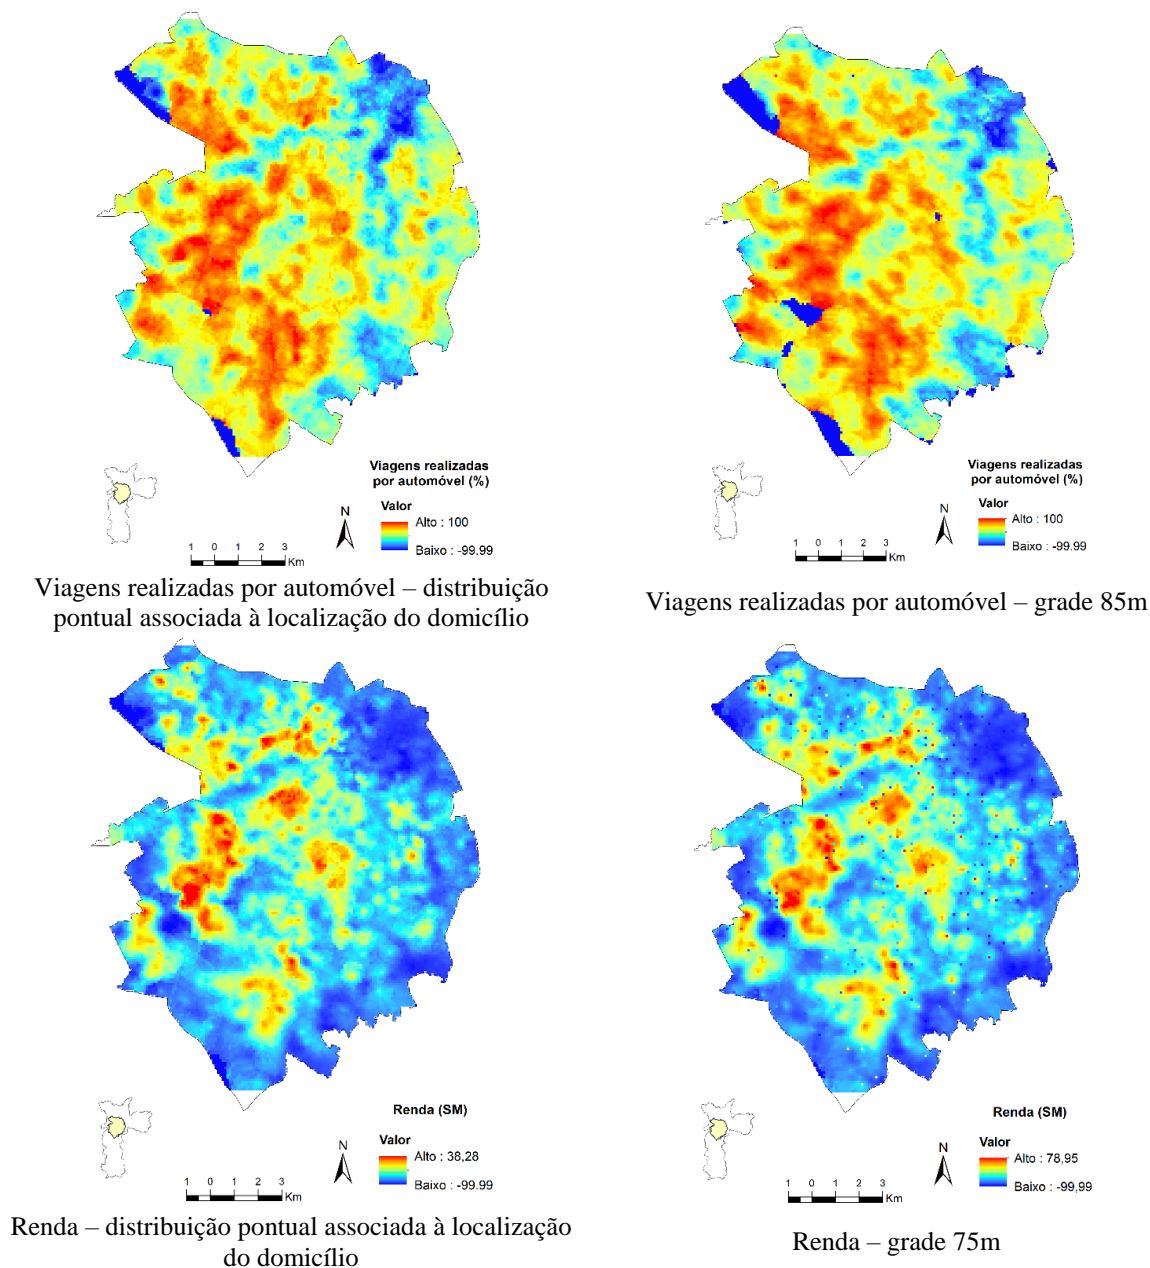 Viagens realizadas
por automóvel (%)
Valor
Alto : 100
Baixo : -99.99
N
1 0 1 2 3
Km
Viagens realizadas por automóvel – distribuição
pontual associada à localização do domicílio
Viagens realizadas
por automóvel (%)
Valor
Alto : 100
Baixo : -99.99
N
1 0 1 2 3
Km
Viagens realizadas por automóvel – grade 85m
Renda (SM)
Valor
Alto : 38,28
Baixo : -99.99
N
1 0 1 2 3
Km
Renda – distribuição pontual associada à localização
do domicílio
Renda (SM)
Valor
Alto : 78,95
Baixo : -99,99
N
1 0 1 2 3
Km
Renda – grade 75m